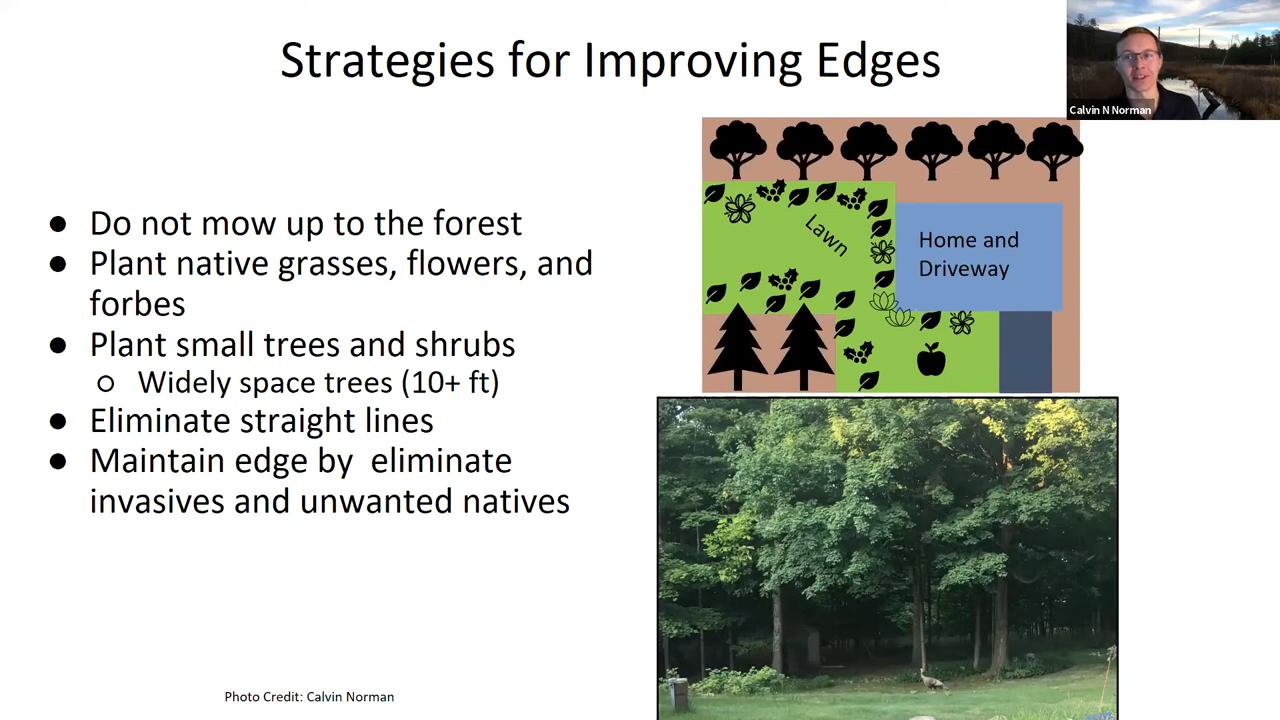 Strategies for Improving Edges
Calvin N Norman
● Do not mow up to the forest
● Plant native grasses, flowers, and
forbes
● Plant small trees and shrubs
○ Widely space trees (10+ ft)
● Eliminate straight lines
● Maintain edge by  eliminate
invasives and unwanted natives
Lawn
Home and
Driveway
Photo Credit: Calvin Norman